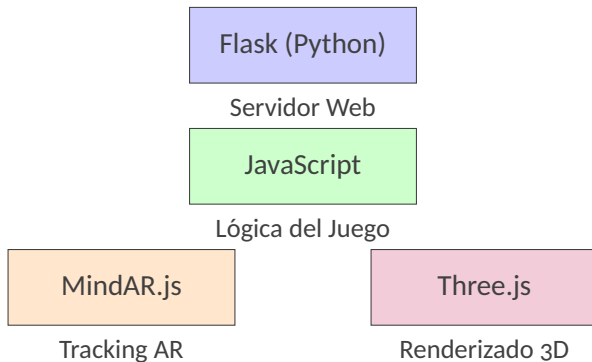 Flask (Python)
Servidor Web
JavaScript
Lógica del Juego
MindAR.js
Three.js
Tracking AR
Renderizado 3D